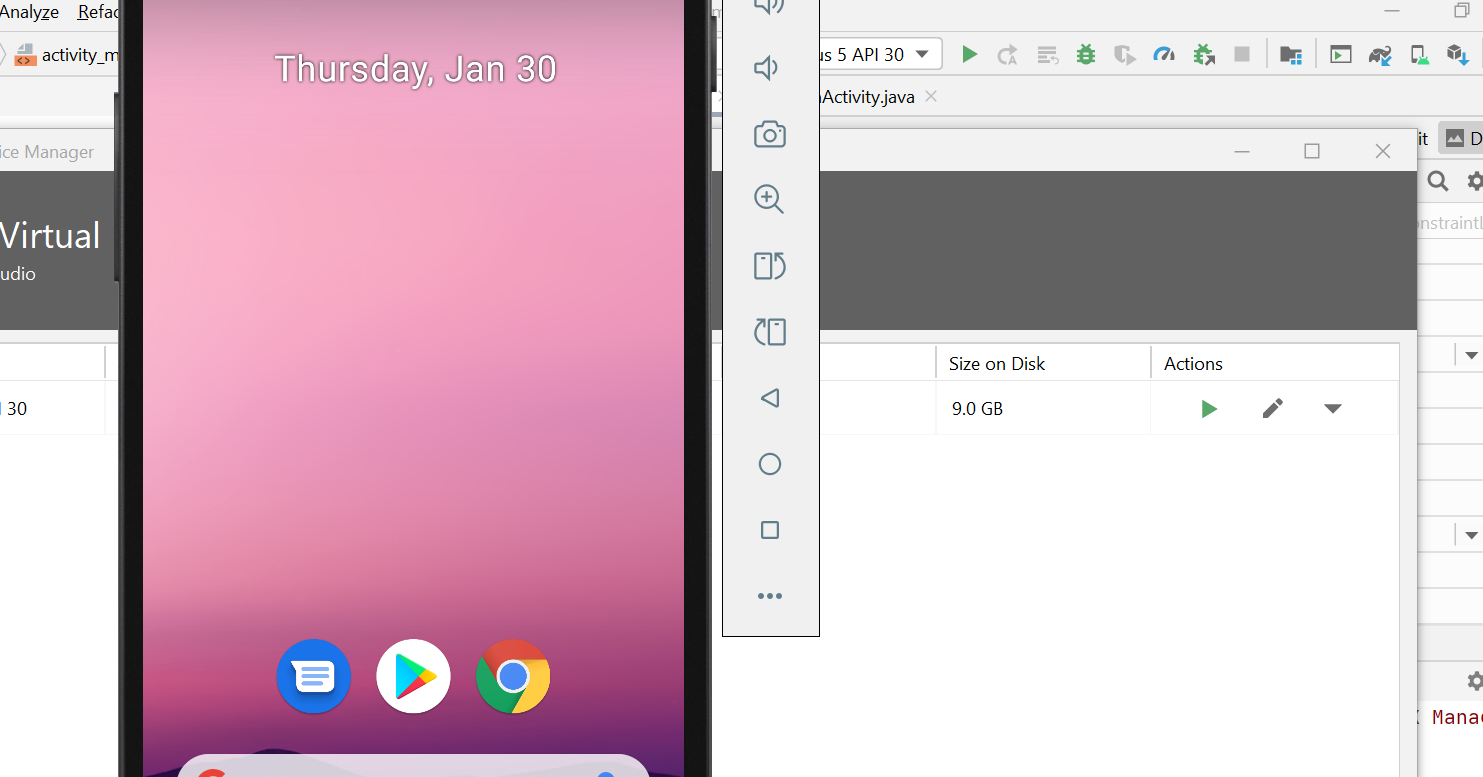 Analyze Refac
activity_m
us 5 API 30
nActivity.java
Thursday, Jan 30
ice Manager
it D
Virtual
udio
onstraintL
Size on Disk Actions
30 9.0 GB
Mana